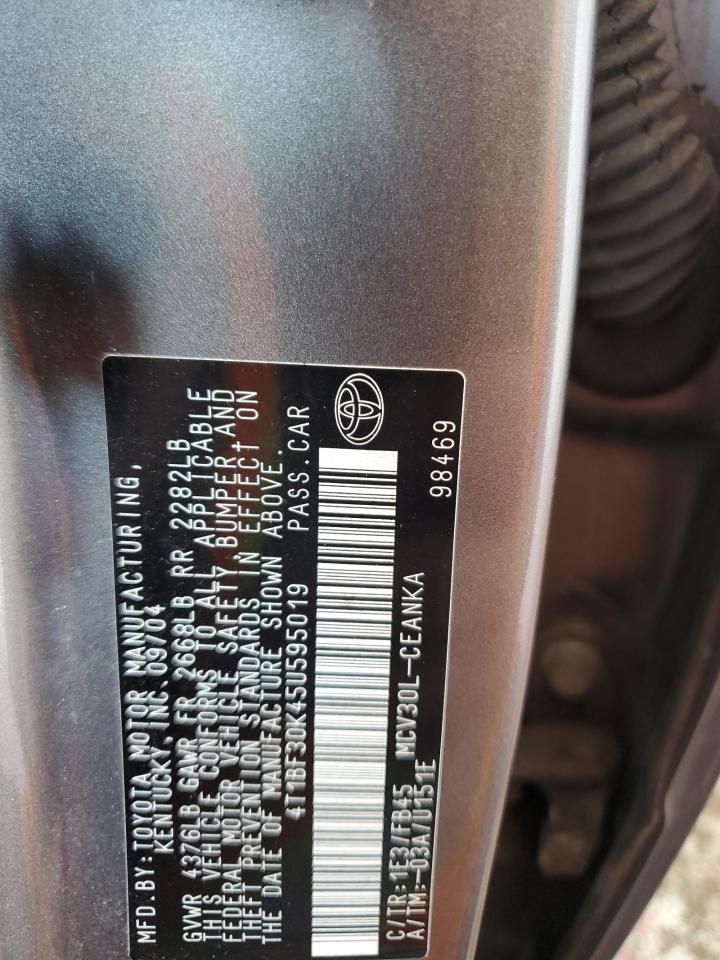 MFD.BY:TOYOTA MOTOR MANUFACTURING,
KENTUCKY, INC. 09/04
GVWR 4376LB GAWR FR 2668LB RR 2282LB
THIS VEHICLE CONFORMS TO ALL APPLICABLE
FEDERAL MOTOR VEHICLE SAFETY,BUMPER,AND
THEFT PREVENTION STANDARDS IN EFFECT ON
THE DATE OF MANUFACTURE SHOWN ABOVE.
4T1BF30K45U595019 PASS.CAR
C/TR:1E3/FB45 MCV30L-CEANKA
A/TM:-03A/U151E
98469